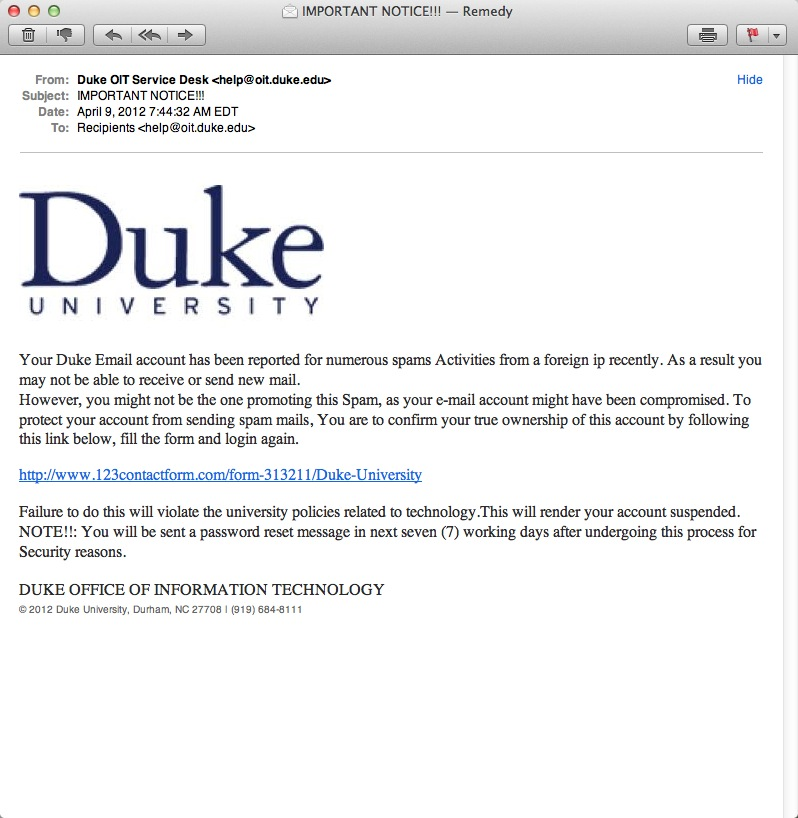 IMPORTANT NOTICE!!! — Remedy
From: Duke OIT Service Desk <help@oit.duke.edu>
Hide
Subject: IMPORTANT NOTICE!!!
Date: April 9, 2012 7:44:32 AM EDT
To: Recipients <help@oit.duke.edu>
Duke
UNIVERSITY
Your Duke Email account has been reported for numerous spams Activities from a foreign ip recently. As a result you
may not be able to receive or send new mail.
However, you might not be the one promoting this Spam, as your e-mail account might have been compromised. To
protect your account from sending spam mails, You are to confirm your true ownership of this account by following
this link below, fill the form and login again.
http://www.123contactform.com/form-313211/Duke-University
Failure to do this will violate the university policies related to technology.This will render your account suspended.
NOTE!!: You will be sent a password reset message in next seven (7) working days after undergoing this process for
Security reasons.
DUKE OFFICE OF INFORMATION TECHNOLOGY
© 2012 Duke University, Durham, NC 27708 | (919) 684-8111